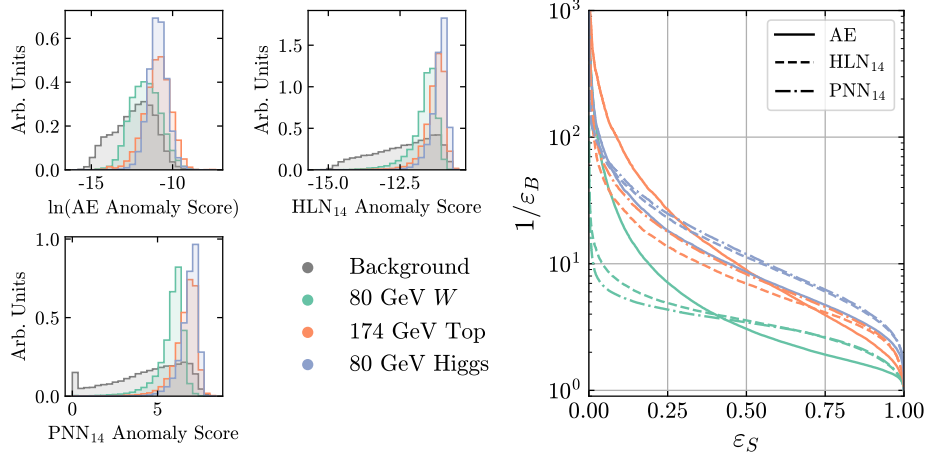 Arb. Units
0.6
0.4
0.2
0.0
-15
-10
ln(AE Anomaly Score)
Arb. Units
1.5
1.0
0.5
0.0
-15.0
-12.5
HLN₁₄ Anomaly Score
Arb. Units
1.0
0.5
0.0
0
5
PNN₁₄ Anomaly Score
Background
80 GeV W
174 GeV Top
80 GeV Higgs
1/ε_B
10³
10²
10¹
10⁰
0.00
0.25
0.50
0.75
1.00
ε_S
AE
HLN₁₄
PNN₁₄